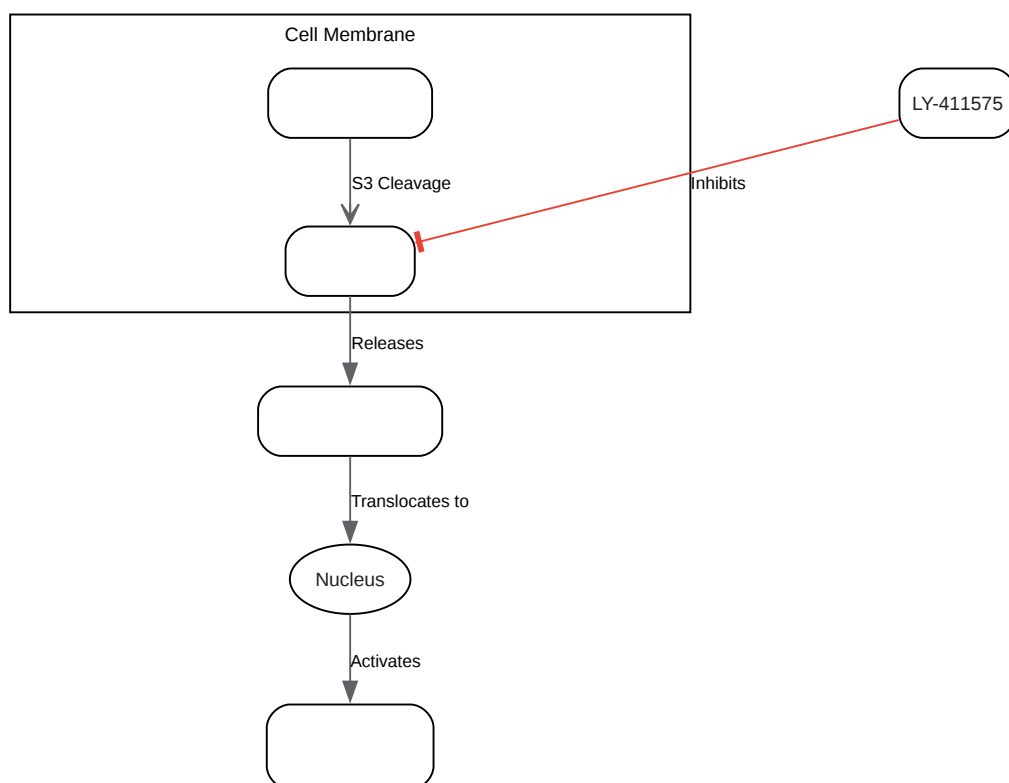 Cell Membrane
LY-411575
S3 Cleavage
Inhibits
Releases
Translocates to
Nucleus
Activates